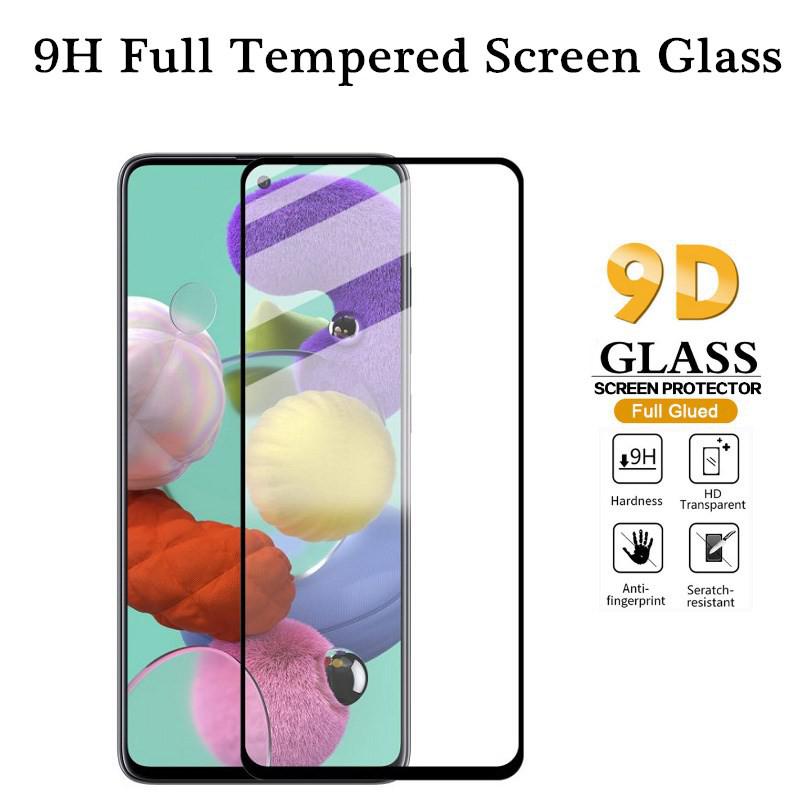 9H Full Tempered Screen Glass
9D
GLASS
SCREEN PROTECTOR
Full Glued
9H
Hardness
HD
Transparent
Anti-
fingerprint
Seratch-
resistant